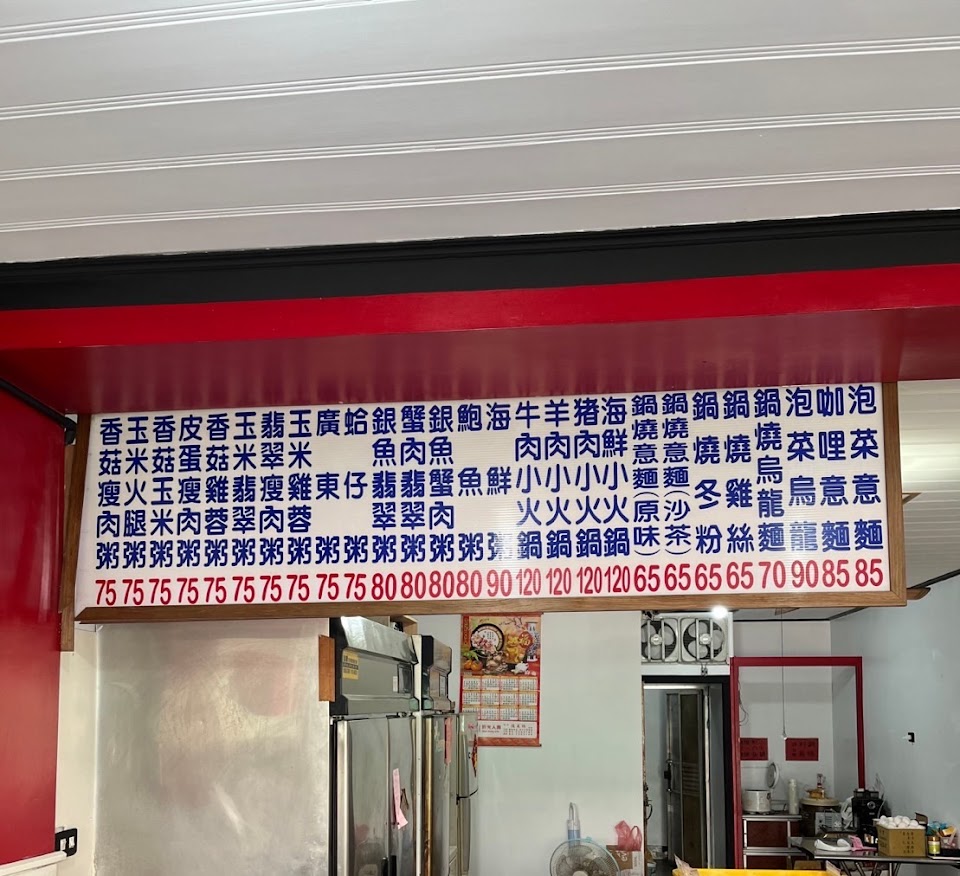 香菇瘦肉粥 75
玉米火腿粥 75
香菇玉米粥 75
皮蛋瘦肉粥 75
香菇雞蓉粥 75
玉米翡翠粥 75
翡翠瘦肉粥 75
玉米雞蓉粥 75
廣東粥 75
蛤仔粥 75
銀魚翡翠粥 80
蟹肉翡翠粥 80
銀魚蟹肉粥 80
鮑魚粥 80
海鮮粥 90
牛肉小火鍋 120
羊肉小火鍋 120
猪肉小火鍋 120
海鮮小火鍋 120
鍋燒意麵(原味) 65
鍋燒意麵(沙茶) 65
鍋燒冬粉 65
鍋燒雞絲 65
鍋燒烏龍麵 70
泡菜烏龍 90
咖哩意麵 85
泡菜意麵 85